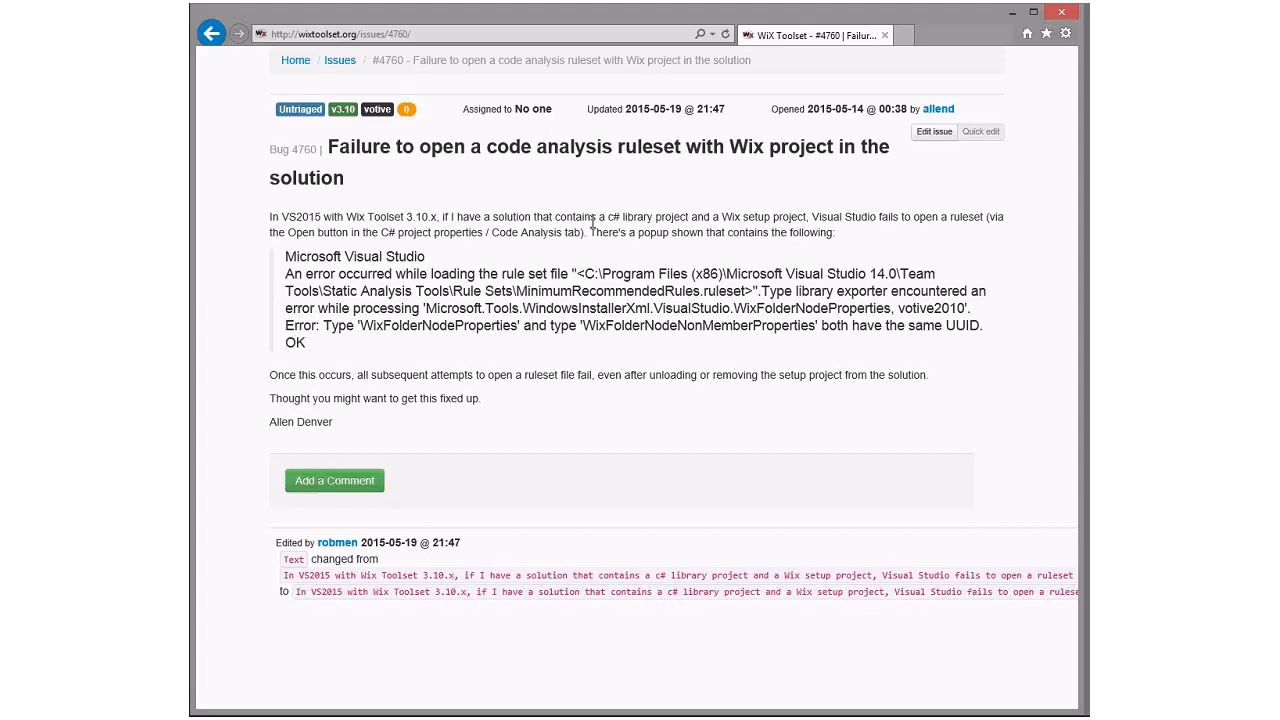 http://wixtoolset.org/issues/4760/
WiX Toolset - #4760 | Failur...
Home / Issues / #4760 - Failure to open a code analysis ruleset with Wix project in the solution
Untriaged v3.10 votive 0 Assigned to No one Updated 2015-05-19 @ 21:47 Opened 2015-05-14 @ 00:38 by allend
Edit issue Quick edit
Bug 4760 | Failure to open a code analysis ruleset with Wix project in the
solution
In VS2015 with Wix Toolset 3.10.x, if I have a solution that contains a c# library project and a Wix setup project, Visual Studio fails to open a ruleset (via
the Open button in the C# project properties / Code Analysis tab). There's a popup shown that contains the following:
Microsoft Visual Studio
An error occurred while loading the rule set file "<C:\Program Files (x86)\Microsoft Visual Studio 14.0\Team
Tools\Static Analysis Tools\Rule Sets\MinimumRecommendedRules.ruleset>".Type library exporter encountered an
error while processing 'Microsoft.Tools.WindowsInstallerXml.VisualStudio.WixFolderNodeProperties, votive2010'.
Error: Type 'WixFolderNodeProperties' and type 'WixFolderNodeNonMemberProperties' both have the same UUID.
OK
Once this occurs, all subsequent attempts to open a ruleset file fail, even after unloading or removing the setup project from the solution.
Thought you might want to get this fixed up.
Allen Denver
Add a Comment
Edited by robmen 2015-05-19 @ 21:47
Text changed from
In VS2015 with Wix Toolset 3.10.x, if I have a solution that contains a c# library project and a Wix setup project, Visual Studio fails to open a ruleset
to In VS2015 with Wix Toolset 3.10.x, if I have a solution that contains a c# library project and a Wix setup project, Visual Studio fails to open a rulese